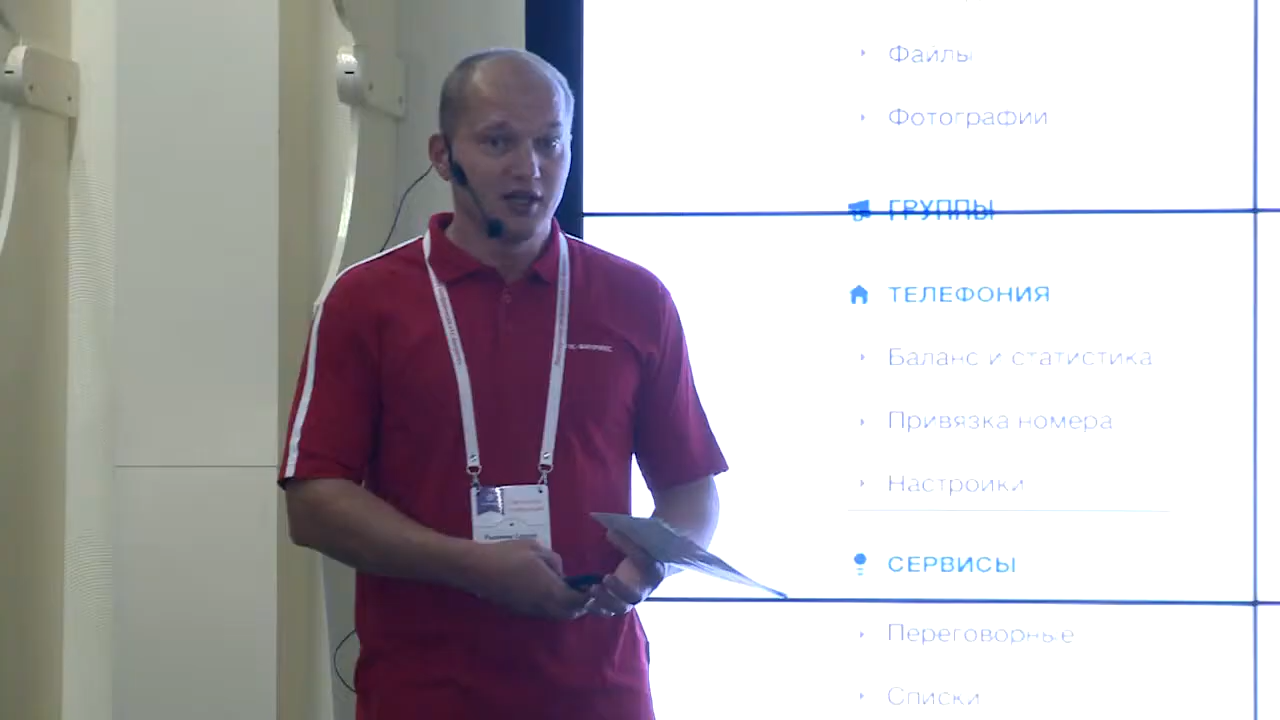 Файлы
Фотографии
ГРУППЫ
ТЕЛЕФОНИЯ
Баланс и статистика
Привязка номера
Настройки
СЕРВИСЫ
Переговорные
Списки